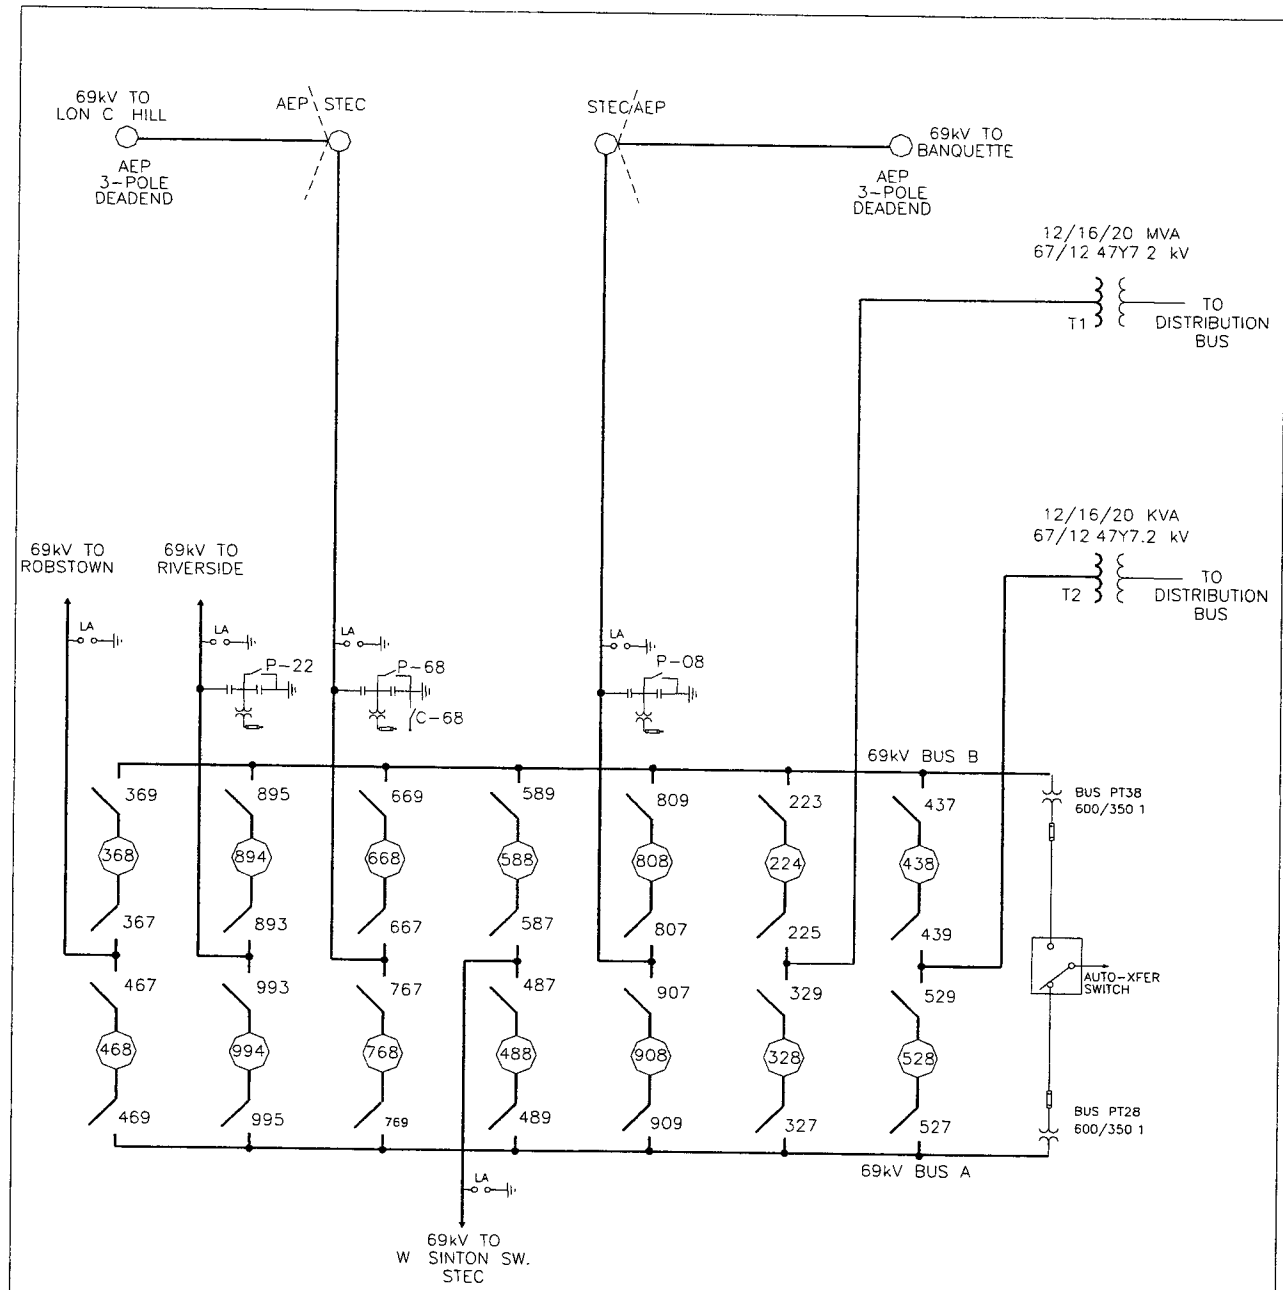 69kV TO
LON C HILL
AEP
3-POLE
DEADEND
AEP STEC
STEC AEP
69kV TO
BANQUETTE
AEP
3-POLE
DEADEND
12/16/20 MVA
67/12 47Y7 2 kV
T1
TO
DISTRIBUTION
BUS
12/16/20 KVA
67/12 47Y7.2 kV
T2
TO
DISTRIBUTION
BUS
69kV TO
ROBSTOWN
69kV TO
RIVERSIDE
LA
LA
LA
LA
P-22
P-68
C-68
P-08
69kV BUS B
369
895
669
589
809
223
437
BUS PT38
600/350 1
368
894
668
588
808
224
438
367
893
667
587
807
225
439
467
993
767
487
907
329
529
AUTO-XFER
SWITCH
468
994
768
488
908
328
528
469
995
769
489
909
327
527
BUS PT28
600/350 1
69kV BUS A
LA
69kV TO
W SINTON SW.
STEC